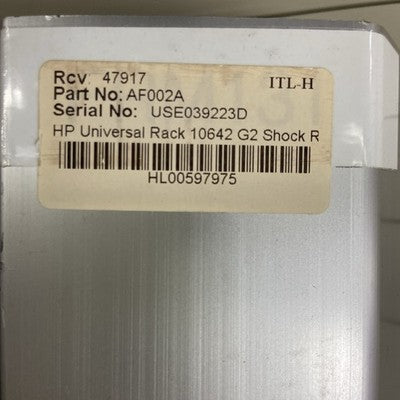 Rcv: 47917
ITL-H
Part No: AF002A
Serial No: USE039223D
HP Universal Rack 10642 G2 Shock R
HL00597975